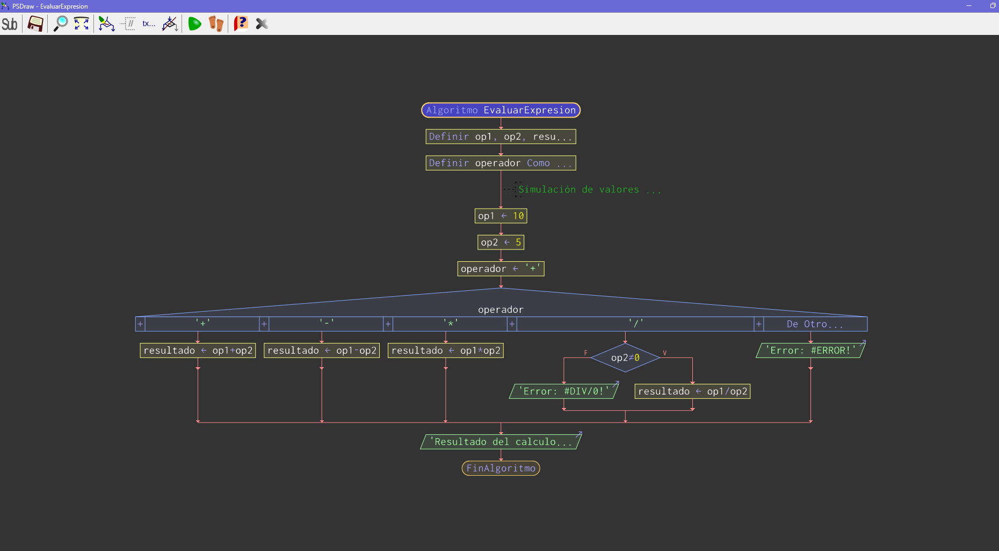 PSDraw - EvaluarExpresion
Sub
//
tx...
?
Algoritmo EvaluarExpresion
Definir op1, op2, resu...
Definir operador Como ...
Simulación de valores ...
op1 ← 10
op2 ← 5
operador ← '+'
operador
+ '+' + '-' + '*' + '/' + De Otro...
resultado ← op1+op2
resultado ← op1-op2
resultado ← op1*op2
F
op2≠0
V
'Error: #ERROR!'
'Error: #DIV/0!'
resultado ← op1/op2
'Resultado del calculo...
FinAlgoritmo